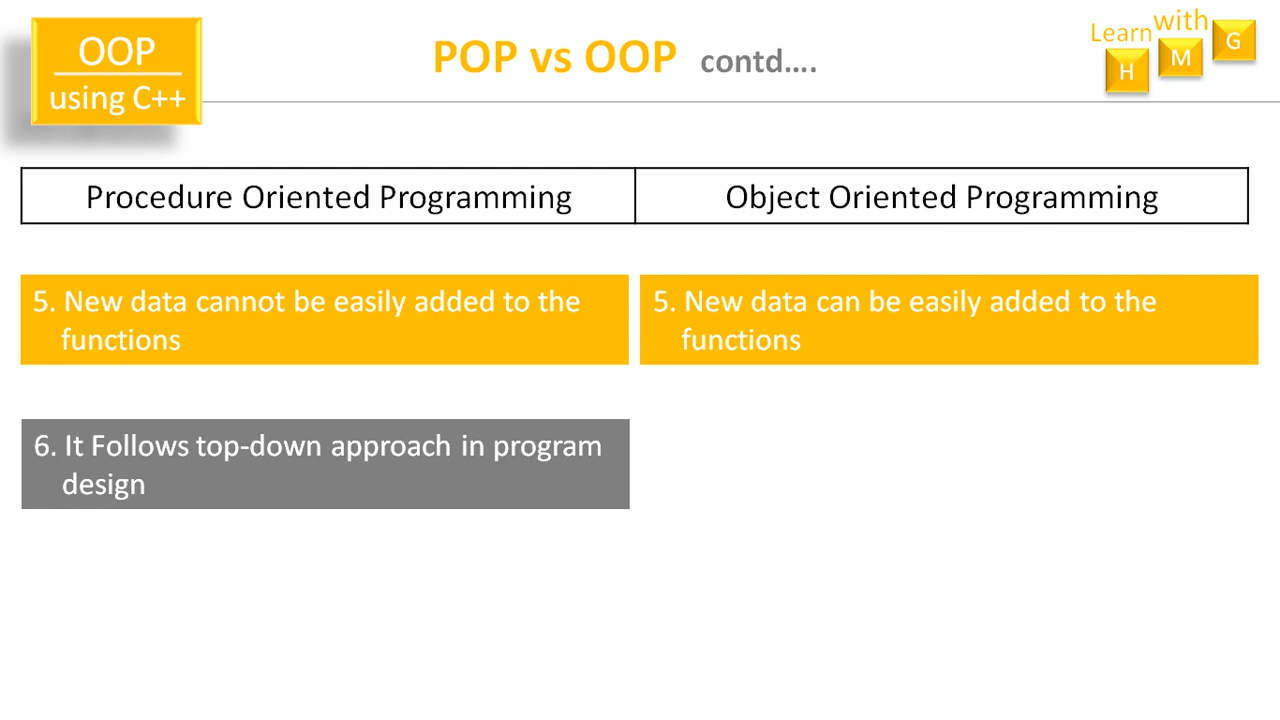 OOP
using C++
POP vs OOP contd....
Learn with
H M G
Procedure Oriented Programming
Object Oriented Programming
5. New data cannot be easily added to the
functions
5. New data can be easily added to the
functions
6. It Follows top-down approach in program
design